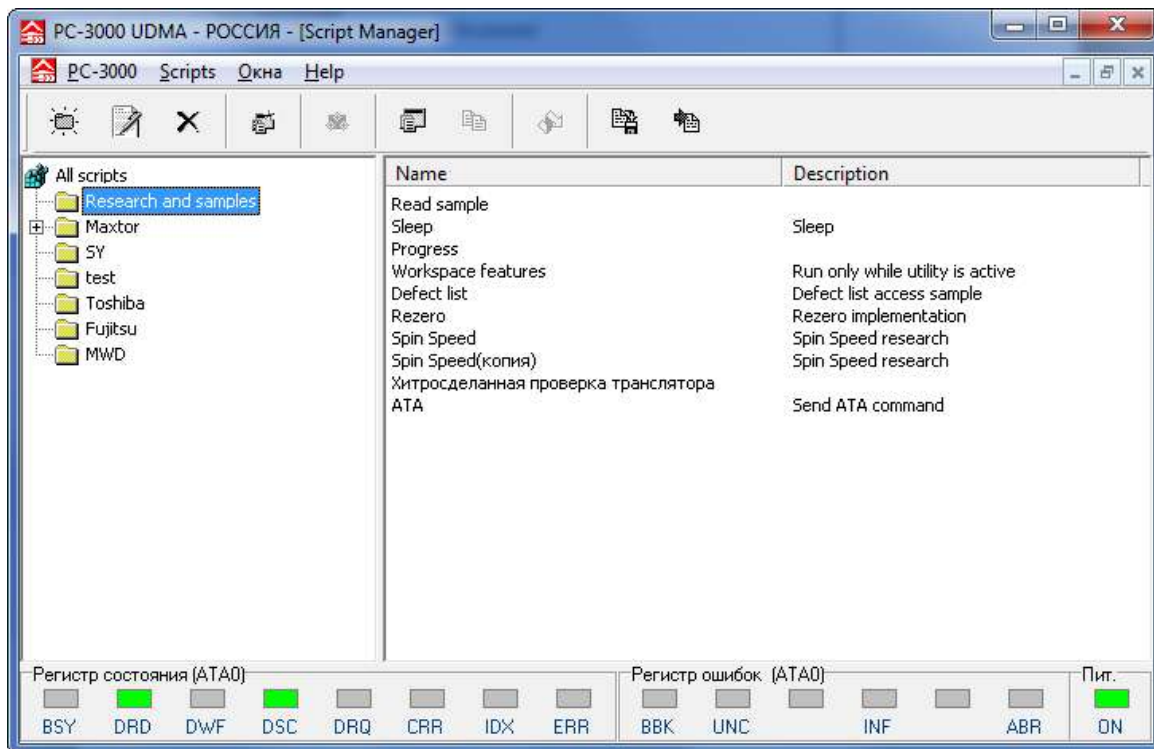 PC-3000 UDMA - РОССИЯ - [Script Manager]
PC-3000 Scripts Окна Help
All scripts
Research and samples
Maxtor
SY
test
Toshiba
Fujitsu
MWD
Name Description
Read sample
Sleep Sleep
Progress
Workspace features Run only while utility is active
Defect list Defect list access sample
Rezero Rezero implementation
Spin Speed Spin Speed research
Spin Speed(копия) Spin Speed research
Хитросделанная проверка транслятора
ATA Send ATA command
Регистр состояния (ATA0) Регистр ошибок (ATA0) Пит.
BSY DRD DWF DSC DRQ CRR IDX ERR BBK UNC INF ABR ON